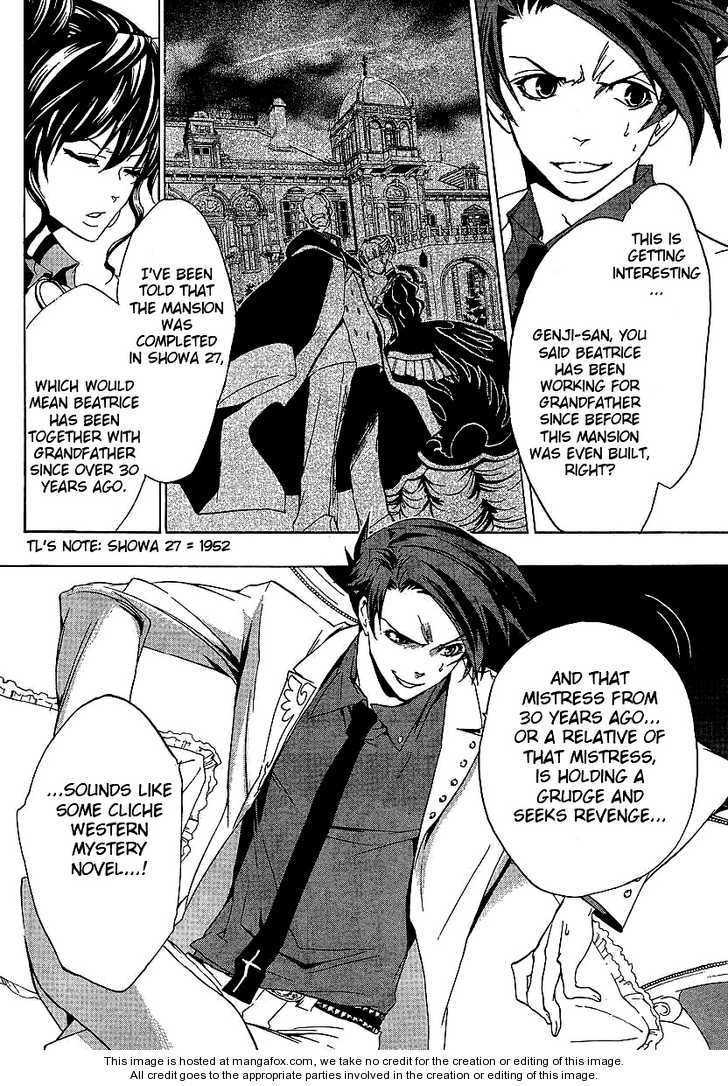 THIS IS
GETTING
INTERESTING
...
GENJI-SAN, YOU
SAID BEATRICE
HAS BEEN
WORKING FOR
GRANDFATHER
SINCE BEFORE
THIS MANSION
WAS EVEN BUILT,
RIGHT?
I'VE BEEN
TOLD THAT
THE MANSION
WAS
COMPLETED
IN SHOWA 27,
WHICH WOULD
MEAN BEATRICE
HAS BEEN
TOGETHER WITH
GRANDFATHER
SINCE OVER 30
YEARS AGO.
TL'S NOTE: SHOWA 27 = 1952
AND THAT
MISTRESS FROM
30 YEARS AGO...
OR A RELATIVE OF
THAT MISTRESS,
IS HOLDING A
GRUDGE AND
SEEKS REVENGE...
...SOUNDS LIKE
SOME CLICHE
WESTERN
MYSTERY
NOVEL...!
This image is hosted at mangafox.com, we take no credit for the creation or editing of this image.
All credit goes to the appropriate parties involved in the creation or editing of this image.